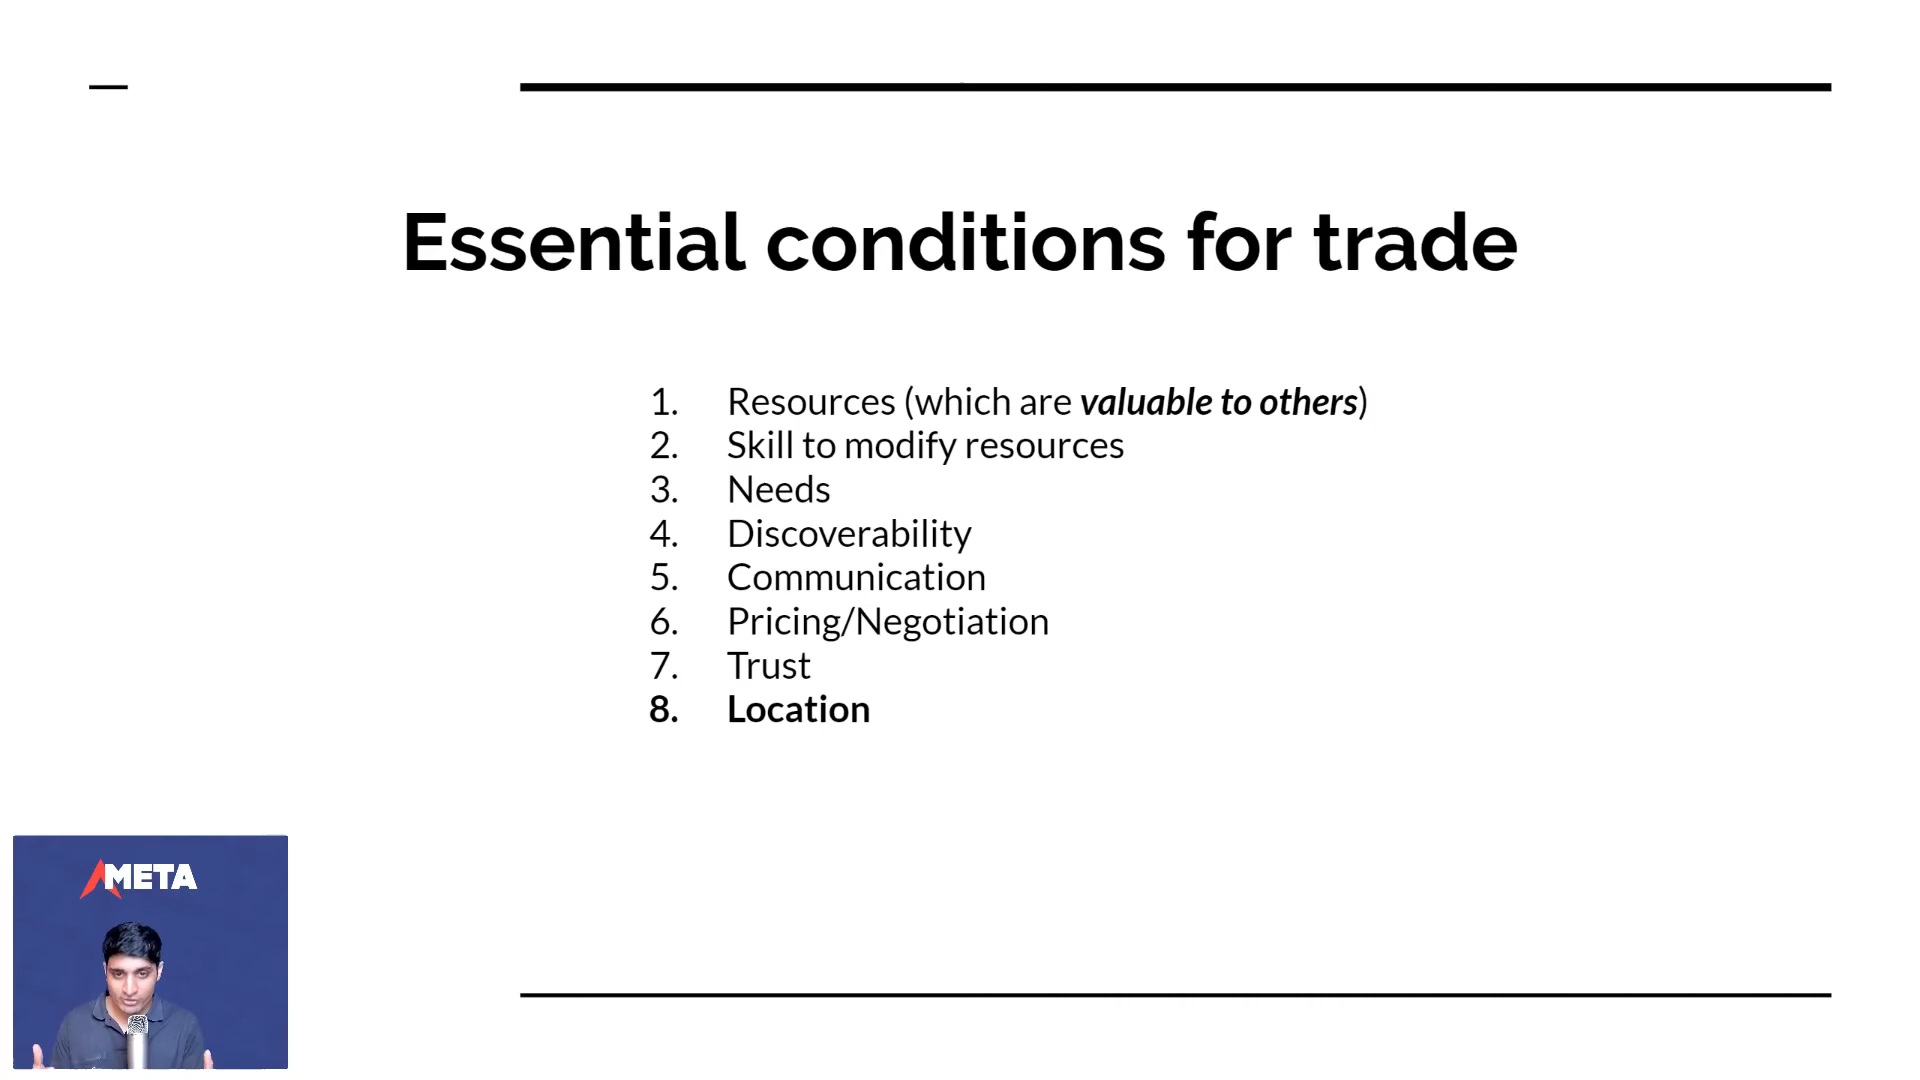 Essential conditions for trade
1. Resources (which are valuable to others)
2. Skill to modify resources
3. Needs
4. Discoverability
5. Communication
6. Pricing/Negotiation
7. Trust
8. Location
META